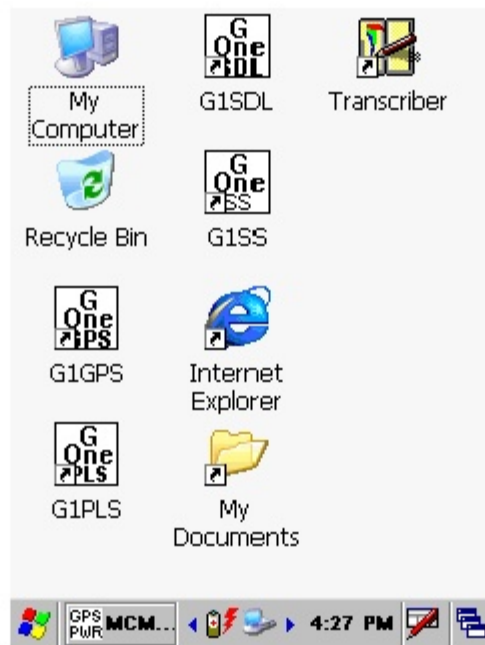 G
One
SDL
My
Computer
G1SDL
Transcriber
G
One
SS
Recycle Bin
G1SS
G
One
GPS
G1GPS
Internet
Explorer
G
One
PLS
G1PLS
My
Documents
GPS
PWR
MCM...
4:27 PM